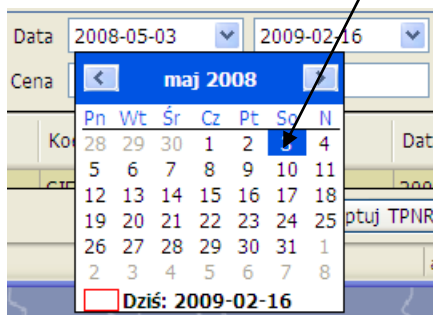 Data 2008-05-03 2009-02-16
Cena
maj 2008
Pn Wt Śr Cz Pt So N
28 29 30 1 2 3 4
5 6 7 8 9 10 11
12 13 14 15 16 17 18
19 20 21 22 23 24 25
26 27 28 29 30 31 1
2 3 4 5 6 7 8
Dziś: 2009-02-16
Dat
TPNR